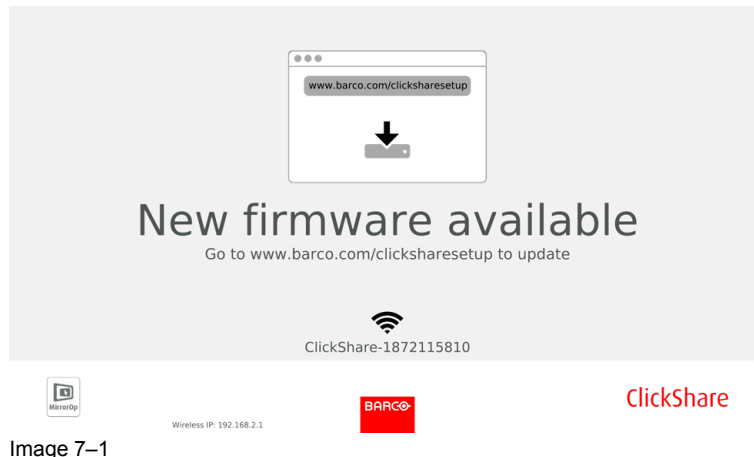 www.barco.com/clicksharesetup
New firmware available
Go to www.barco.com/clicksharesetup to update
ClickShare-1872115810
MirrorOp
Wireless IP: 192.168.2.1
BARCO
ClickShare
Image 7–1